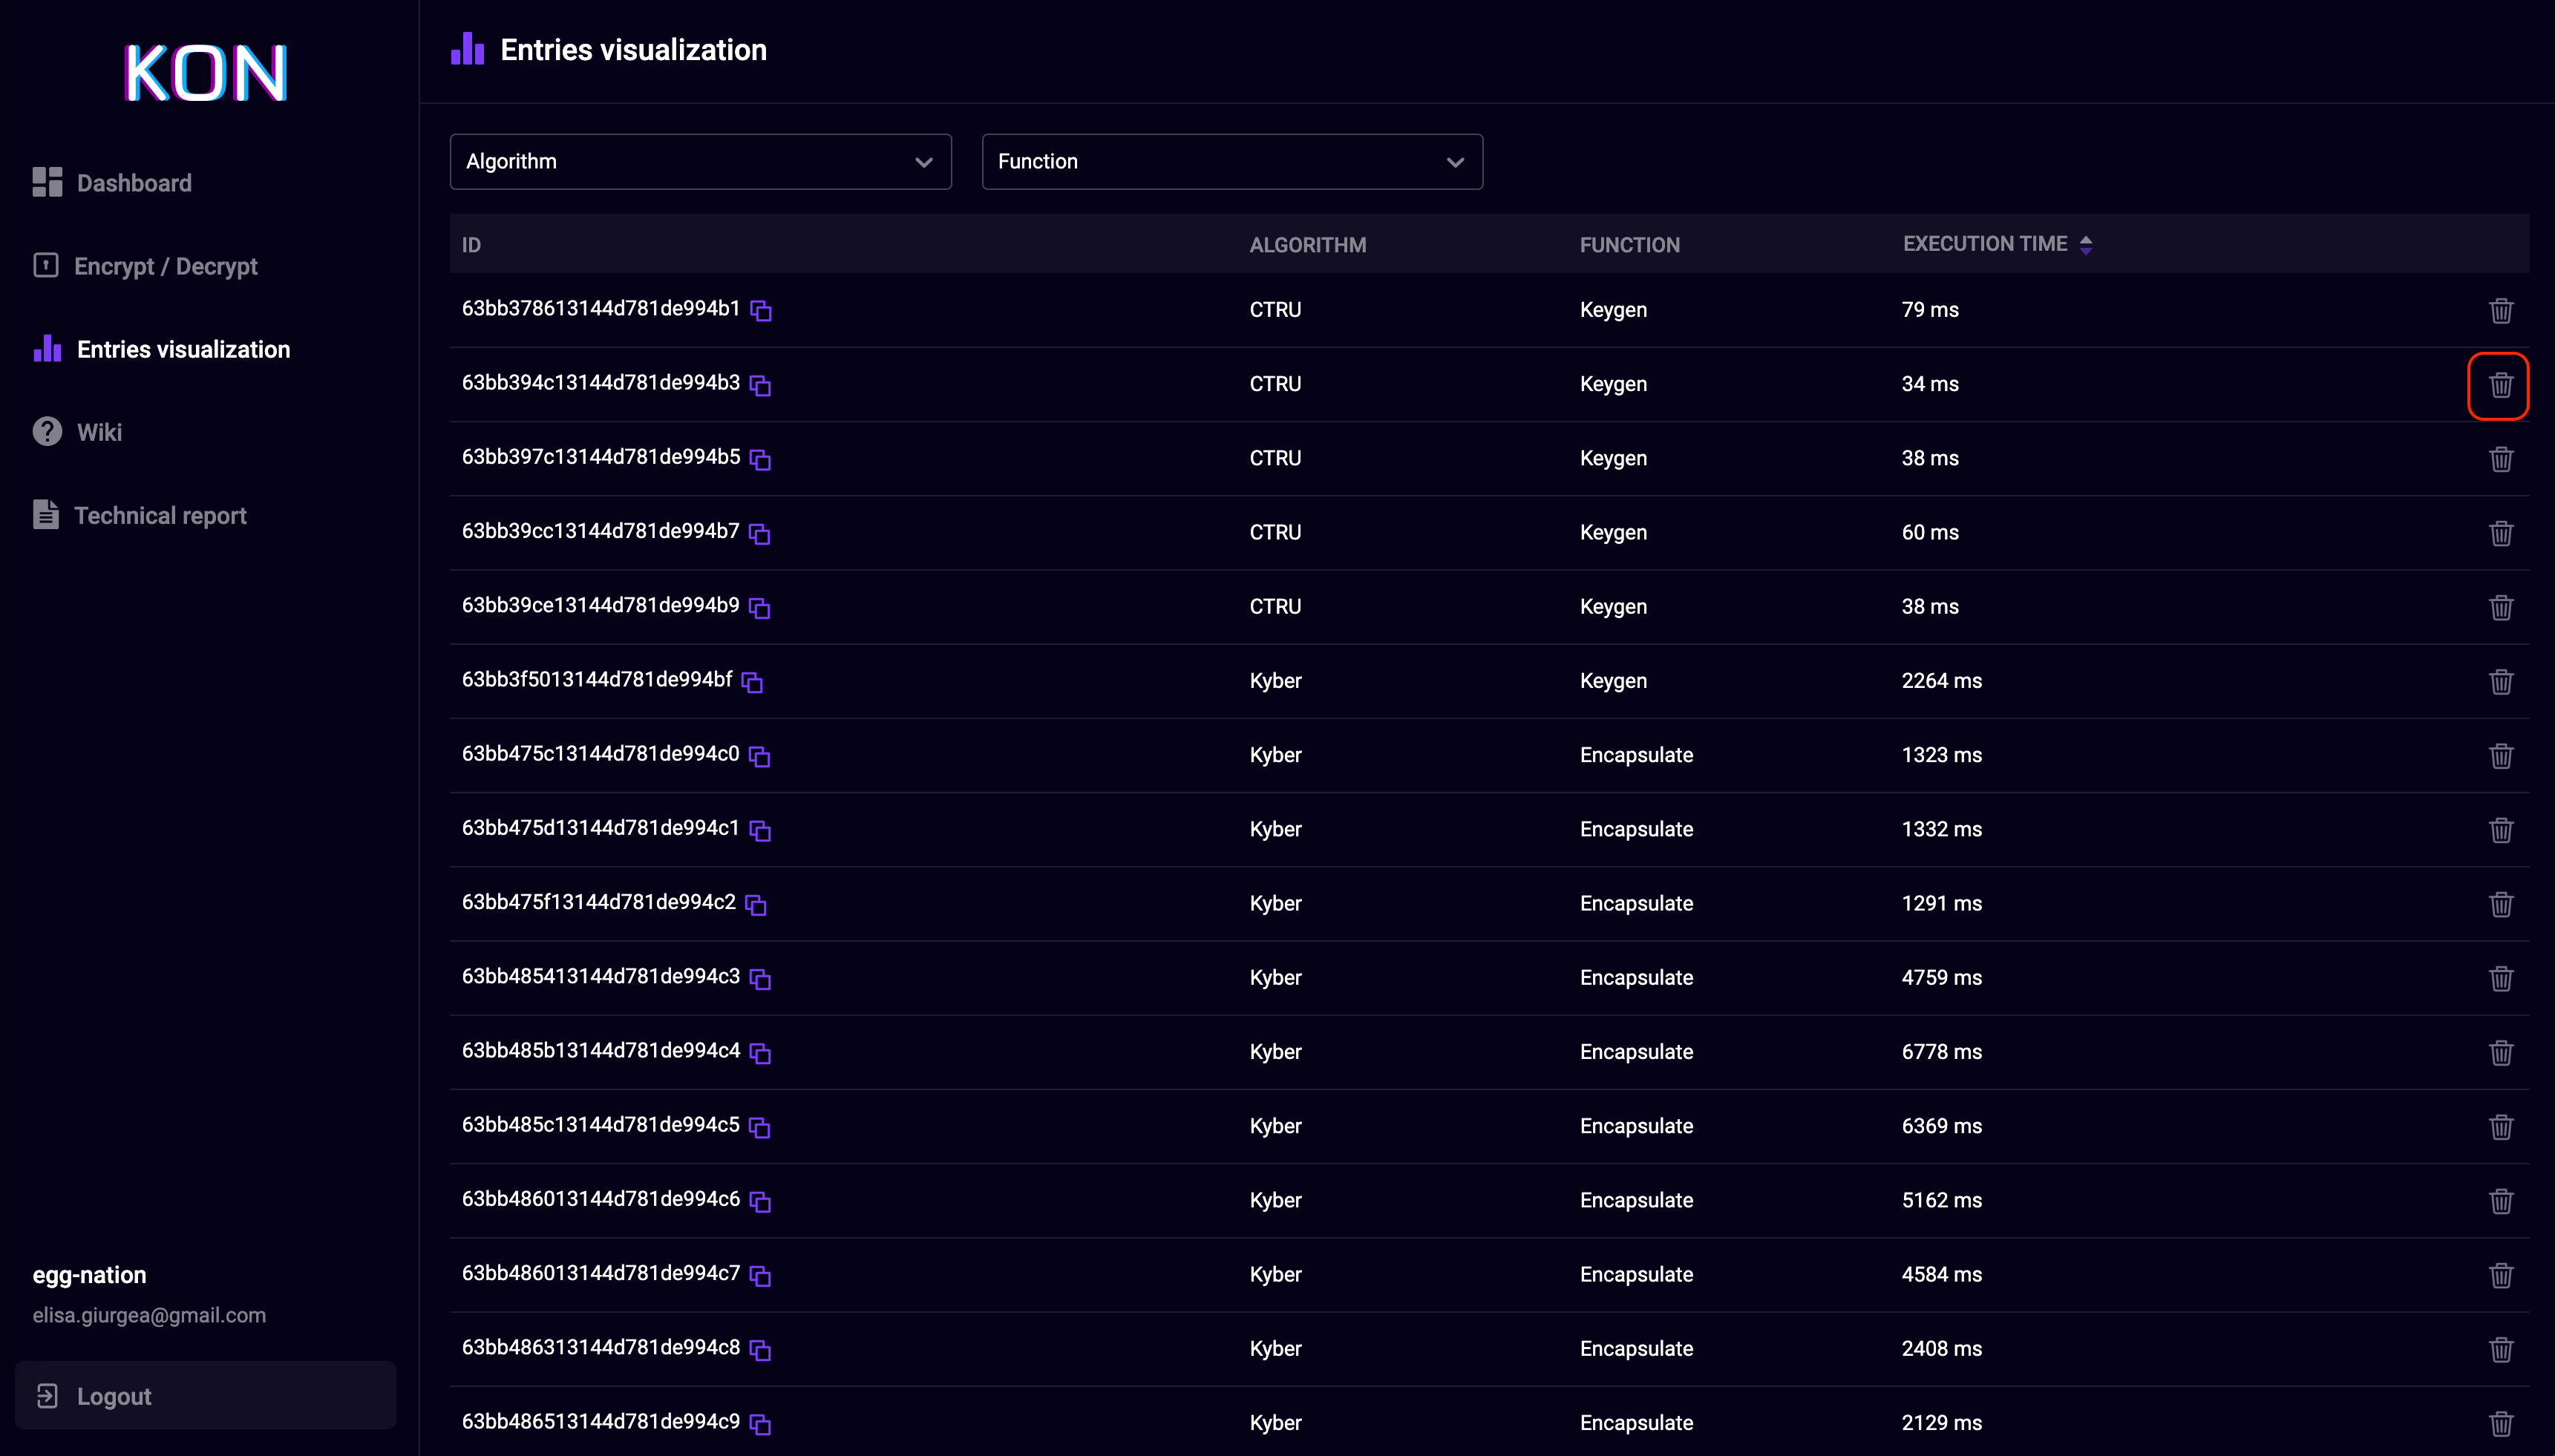 KON
Dashboard
Encrypt / Decrypt
Entries visualization
Wiki
Technical report
egg-nation
elisa.giurgea@gmail.com
Logout
Entries visualization
Algorithm Function
ID ALGORITHM FUNCTION EXECUTION TIME
63bb378613144d781de994b1 CTRU Keygen 79 ms
63bb394c13144d781de994b3 CTRU Keygen 34 ms
63bb397c13144d781de994b5 CTRU Keygen 38 ms
63bb39cc13144d781de994b7 CTRU Keygen 60 ms
63bb39ce13144d781de994b9 CTRU Keygen 38 ms
63bb3f5013144d781de994bf Kyber Keygen 2264 ms
63bb475c13144d781de994c0 Kyber Encapsulate 1323 ms
63bb475d13144d781de994c1 Kyber Encapsulate 1332 ms
63bb475f13144d781de994c2 Kyber Encapsulate 1291 ms
63bb485413144d781de994c3 Kyber Encapsulate 4759 ms
63bb485b13144d781de994c4 Kyber Encapsulate 6778 ms
63bb485c13144d781de994c5 Kyber Encapsulate 6369 ms
63bb486013144d781de994c6 Kyber Encapsulate 5162 ms
63bb486013144d781de994c7 Kyber Encapsulate 4584 ms
63bb486313144d781de994c8 Kyber Encapsulate 2408 ms
63bb486513144d781de994c9 Kyber Encapsulate 2129 ms